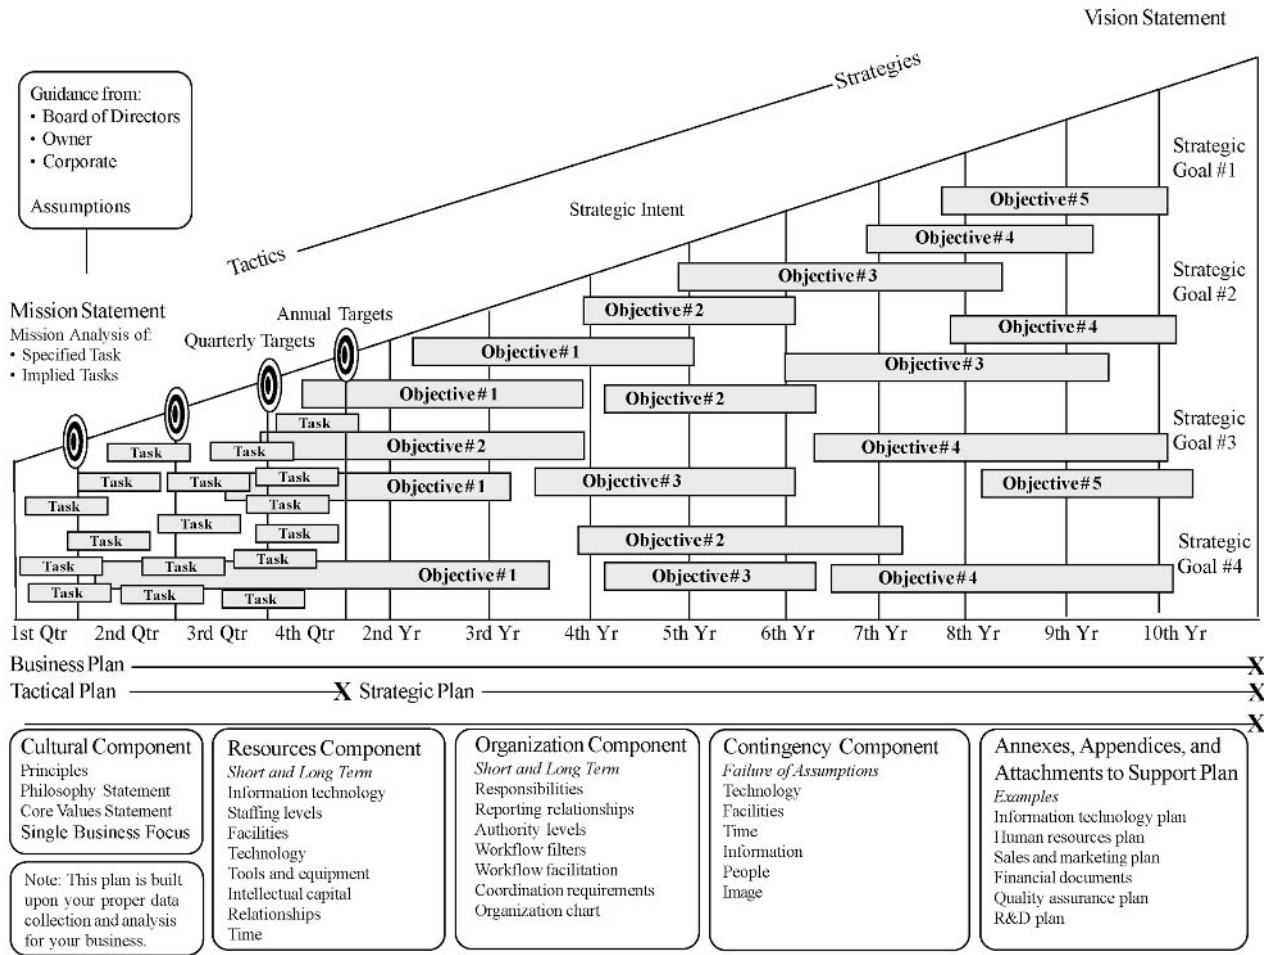 Vision Statement
Strategies
Guidance from:
• Board of Directors
• Owner
• Corporate
Assumptions
Strategic
Goal #1
Objective # 5
Strategic Intent
Objective # 4
Tactics
Strategic
Goal #2
Objective # 3
Mission Statement
Mission Analysis of:
• Specified Task
• Implied Tasks
Annual Targets
Quarterly Targets
Objective # 2
Objective # 4
Objective # 1
Objective # 3
Objective # 1
Objective # 2
Strategic
Goal #3
Task
Objective # 2
Objective # 4
Task
Task
Task
Task
Task
Objective # 1
Objective # 3
Objective # 5
Task
Task
Task
Task
Task
Objective # 2
Strategic
Goal #4
Task
Task
Task
Objective # 1
Objective # 3
Objective # 4
Task
Task
Task
1st Qtr
2nd Qtr
3rd Qtr
4th Qtr
2nd Yr
3rd Yr
4th Yr
5th Yr
6th Yr
7th Yr
8th Yr
9th Yr
10th Yr
Business Plan X
Tactical Plan X Strategic Plan X
X
Cultural Component
Principles
Philosophy Statement
Core Values Statement
Single Business Focus
Note: This plan is built
upon your proper data
collection and analysis
for your business.
Resources Component
Short and Long Term
Information technology
Staffing levels
Facilities
Technology
Tools and equipment
Intellectual capital
Relationships
Time
Organization Component
Short and Long Term
Responsibilities
Reporting relationships
Authority levels
Workflow filters
Workflow facilitation
Coordination requirements
Organization chart
Contingency Component
Failure of Assumptions
Technology
Facilities
Time
Information
People
Image
Annexes, Appendices, and
Attachments to Support Plan
Examples
Information technology plan
Human resources plan
Sales and marketing plan
Financial documents
Quality assurance plan
R&D plan